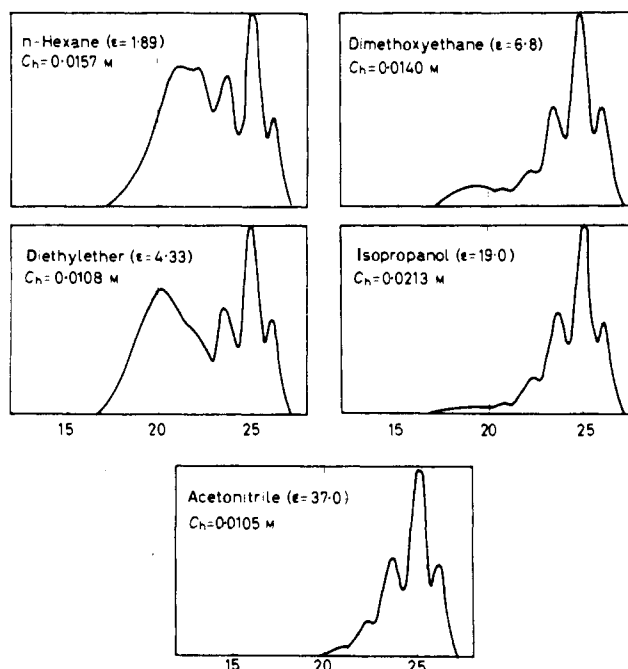 n-Hexane (ε=1·89)
Cₕ=0·0157 M
Dimethoxyethane (ε=6·8)
Cₕ=0·0140 M
Diethylether (ε=4·33)
Cₕ=0·0108 M
15 20 25
Isopropanol (ε=19·0)
Cₕ=0·0213 M
15 20 25
Acetonitrile (ε=37·0)
Cₕ=0·0105 M
15 20 25